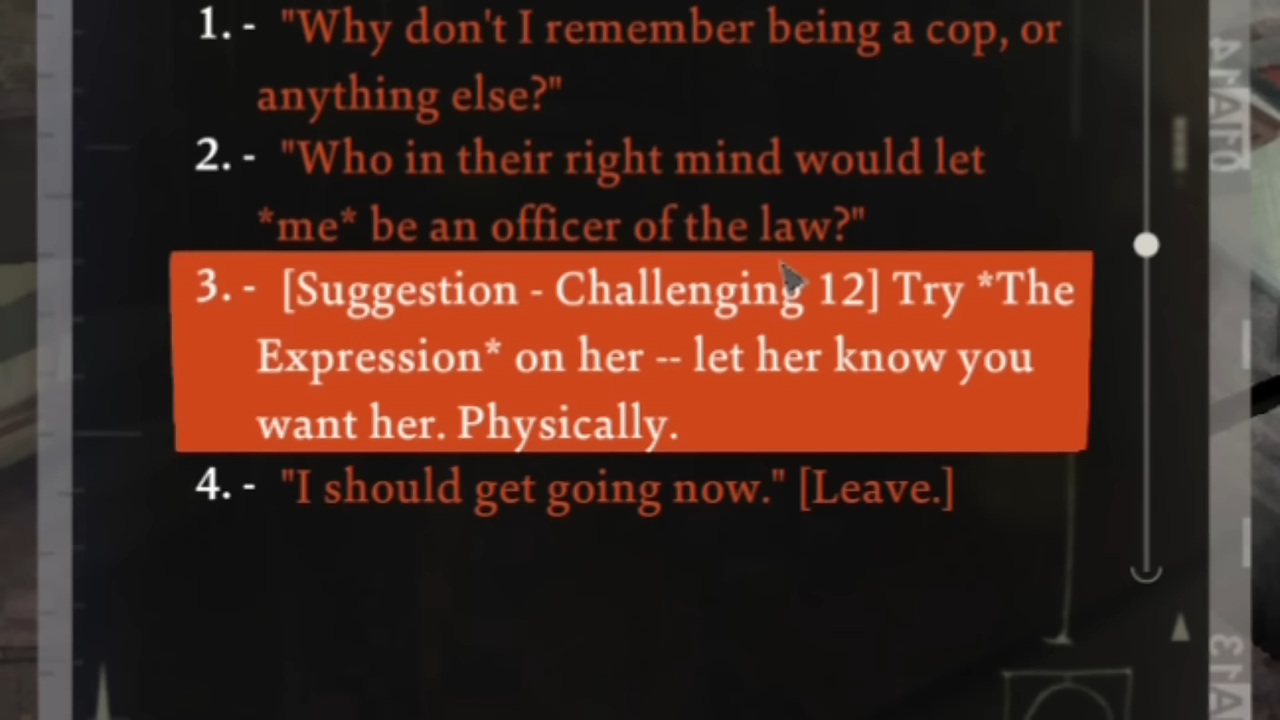 1. - "Why don't I remember being a cop, or
anything else?"
2. - "Who in their right mind would let
*me* be an officer of the law?"
3. - [Suggestion - Challenging 12] Try *The
Expression* on her -- let her know you
want her. Physically.
4. - "I should get going now." [Leave.]